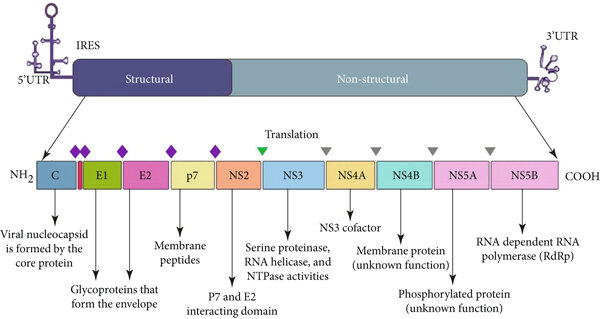 IRES
3'UTR
5'UTR
Structural
Non-structural
Translation
NH2
C
E1
E2
p7
NS2
NS3
NS4A
NS4B
NS5A
NS5B
COOH
Viral nucleocapsid
is formed by the
core protein
Glycoproteins that
form the envelope
Membrane
peptides
P7 and E2
interacting domain
Serine proteinase,
RNA helicase, and
NTPase activities
NS3 cofactor
Membrane protein
(unknown function)
Phosphorylated protein
(unknown function)
RNA dependent RNA
polymerase (RdRp)